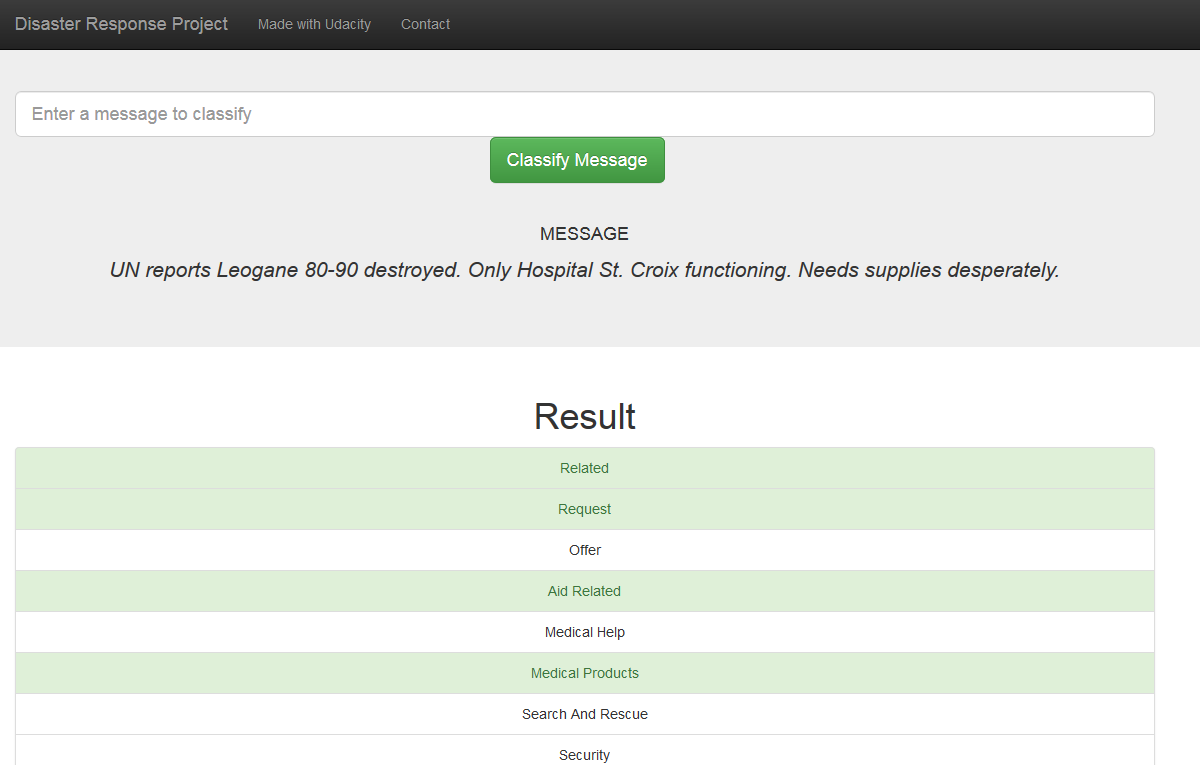 Disaster Response Project Made with Udacity Contact
Enter a message to classify
Classify Message
MESSAGE
UN reports Leogane 80-90 destroyed. Only Hospital St. Croix functioning. Needs supplies desperately.
Result
Related
Request
Offer
Aid Related
Medical Help
Medical Products
Search And Rescue
Security